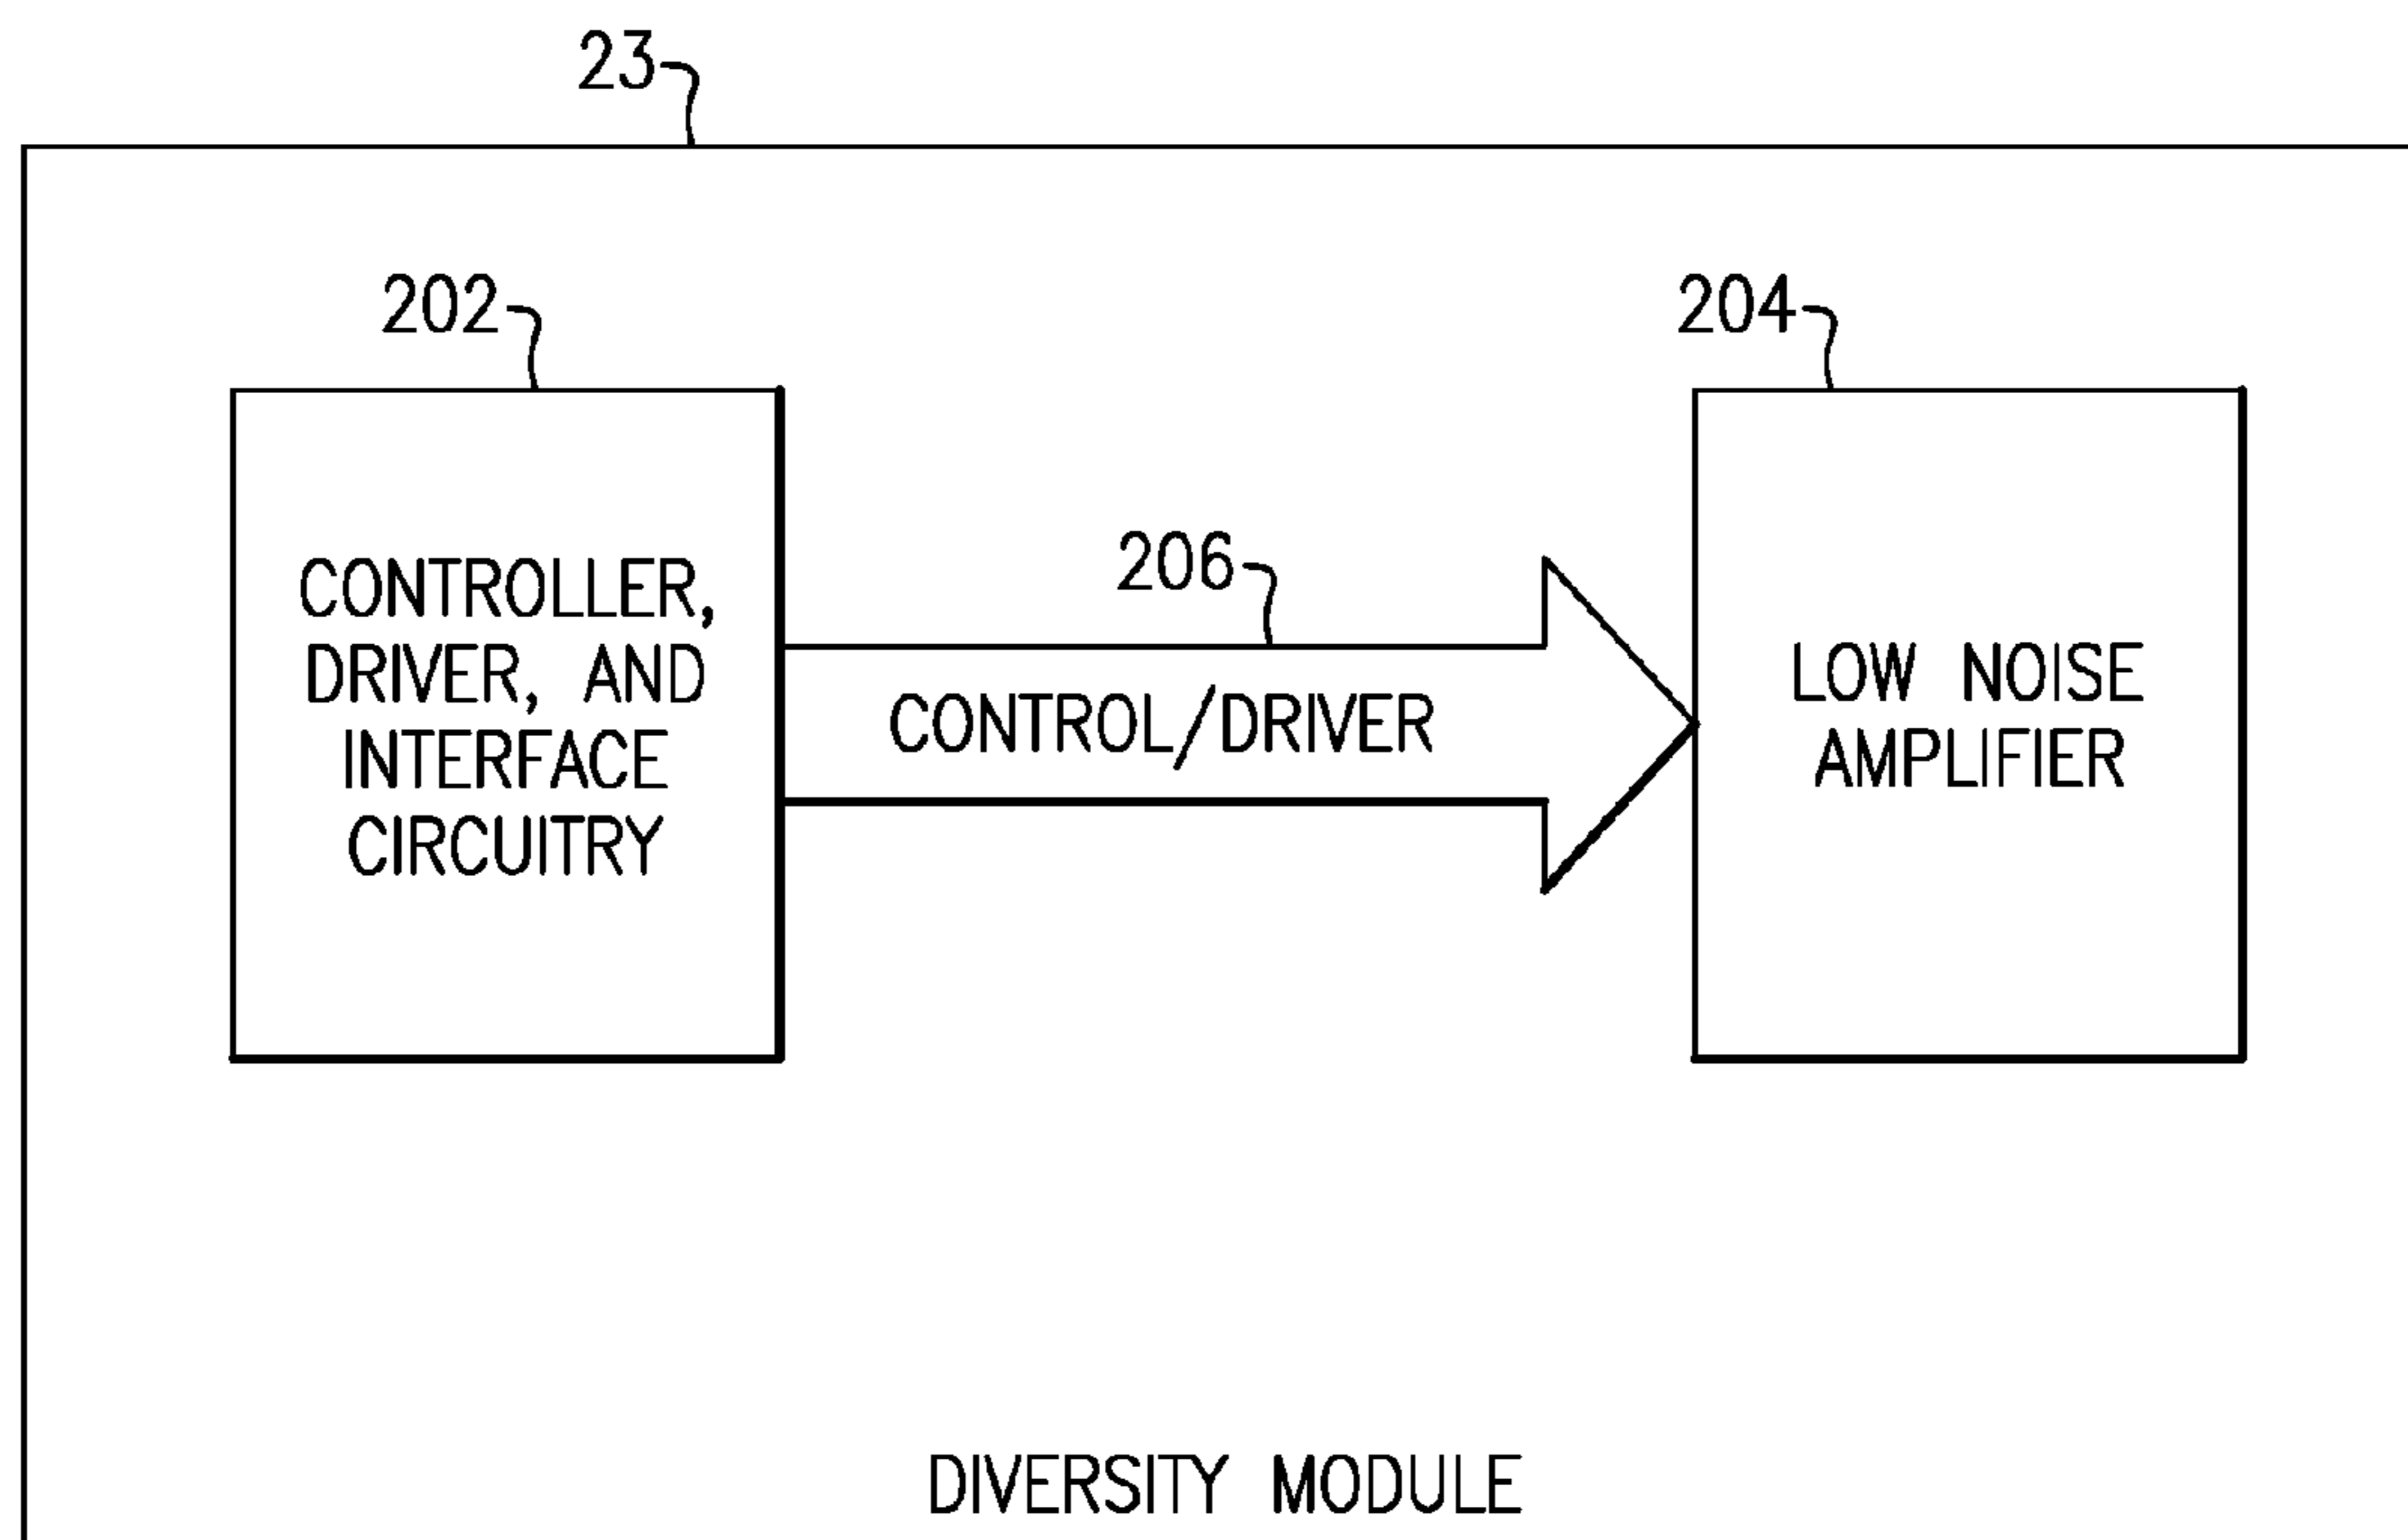 23
202
204
CONTROLLER,
DRIVER, AND
INTERFACE
CIRCUITRY
206
CONTROL/DRIVER
LOW NOISE
AMPLIFIER
DIVERSITY MODULE